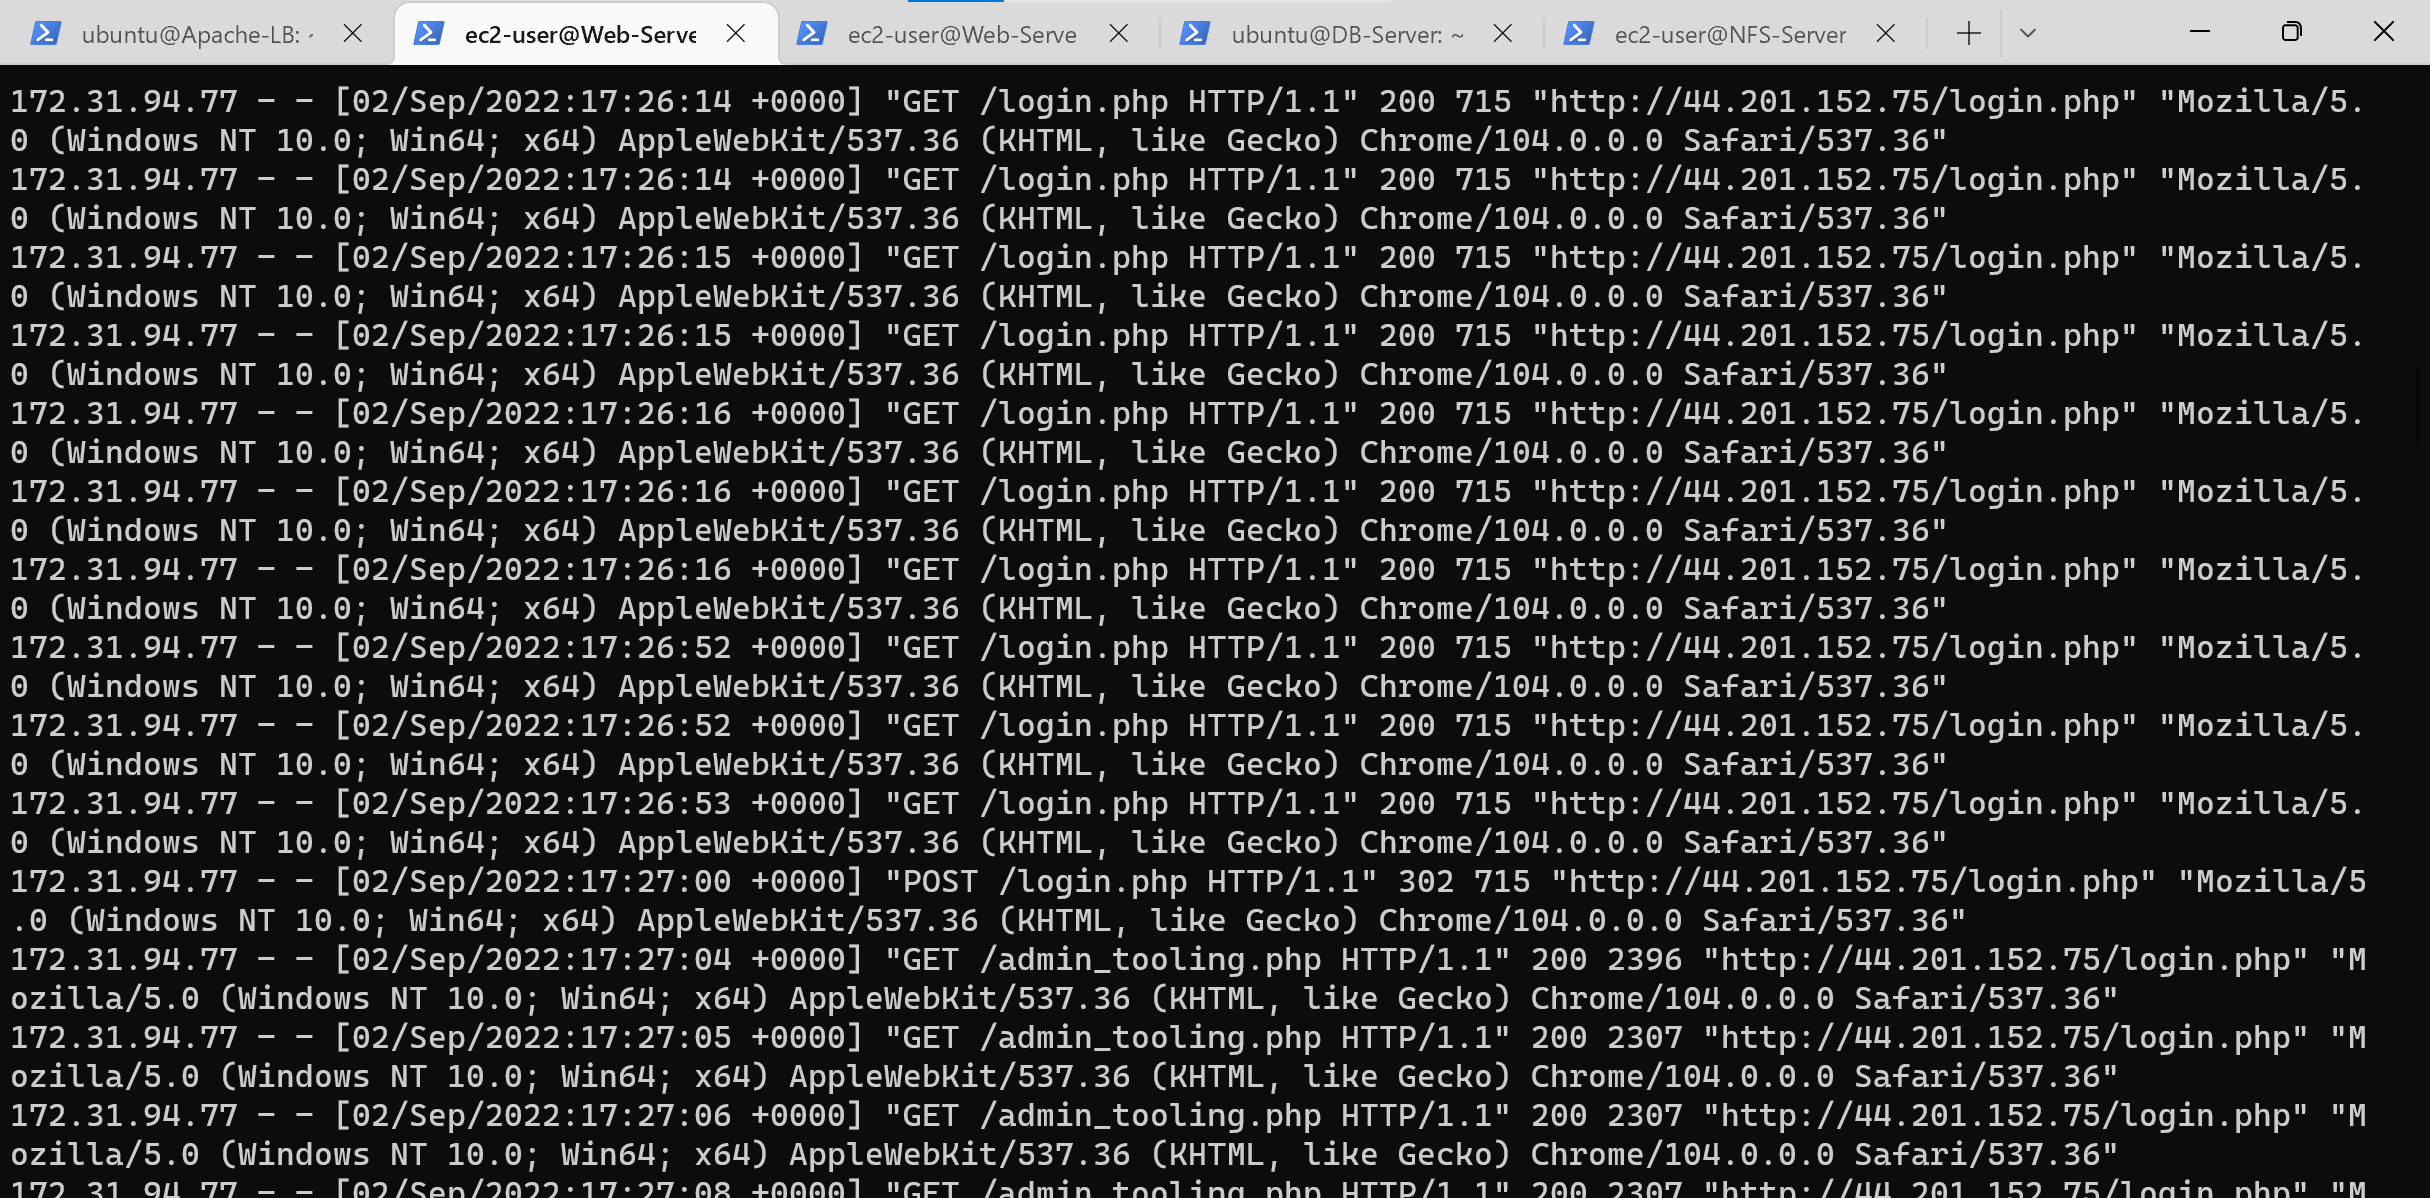 ubuntu@Apache-LB: ~
ec2-user@Web-Serve
ec2-user@Web-Serve
ubuntu@DB-Server: ~
ec2-user@NFS-Server
172.31.94.77 - - [02/Sep/2022:17:26:14 +0000] "GET /login.php HTTP/1.1" 200 715 "http://44.201.152.75/login.php" "Mozilla/5.
0 (Windows NT 10.0; Win64; x64) AppleWebKit/537.36 (KHTML, like Gecko) Chrome/104.0.0.0 Safari/537.36"
172.31.94.77 - - [02/Sep/2022:17:26:14 +0000] "GET /login.php HTTP/1.1" 200 715 "http://44.201.152.75/login.php" "Mozilla/5.
0 (Windows NT 10.0; Win64; x64) AppleWebKit/537.36 (KHTML, like Gecko) Chrome/104.0.0.0 Safari/537.36"
172.31.94.77 - - [02/Sep/2022:17:26:15 +0000] "GET /login.php HTTP/1.1" 200 715 "http://44.201.152.75/login.php" "Mozilla/5.
0 (Windows NT 10.0; Win64; x64) AppleWebKit/537.36 (KHTML, like Gecko) Chrome/104.0.0.0 Safari/537.36"
172.31.94.77 - - [02/Sep/2022:17:26:15 +0000] "GET /login.php HTTP/1.1" 200 715 "http://44.201.152.75/login.php" "Mozilla/5.
0 (Windows NT 10.0; Win64; x64) AppleWebKit/537.36 (KHTML, like Gecko) Chrome/104.0.0.0 Safari/537.36"
172.31.94.77 - - [02/Sep/2022:17:26:16 +0000] "GET /login.php HTTP/1.1" 200 715 "http://44.201.152.75/login.php" "Mozilla/5.
0 (Windows NT 10.0; Win64; x64) AppleWebKit/537.36 (KHTML, like Gecko) Chrome/104.0.0.0 Safari/537.36"
172.31.94.77 - - [02/Sep/2022:17:26:16 +0000] "GET /login.php HTTP/1.1" 200 715 "http://44.201.152.75/login.php" "Mozilla/5.
0 (Windows NT 10.0; Win64; x64) AppleWebKit/537.36 (KHTML, like Gecko) Chrome/104.0.0.0 Safari/537.36"
172.31.94.77 - - [02/Sep/2022:17:26:16 +0000] "GET /login.php HTTP/1.1" 200 715 "http://44.201.152.75/login.php" "Mozilla/5.
0 (Windows NT 10.0; Win64; x64) AppleWebKit/537.36 (KHTML, like Gecko) Chrome/104.0.0.0 Safari/537.36"
172.31.94.77 - - [02/Sep/2022:17:26:52 +0000] "GET /login.php HTTP/1.1" 200 715 "http://44.201.152.75/login.php" "Mozilla/5.
0 (Windows NT 10.0; Win64; x64) AppleWebKit/537.36 (KHTML, like Gecko) Chrome/104.0.0.0 Safari/537.36"
172.31.94.77 - - [02/Sep/2022:17:26:52 +0000] "GET /login.php HTTP/1.1" 200 715 "http://44.201.152.75/login.php" "Mozilla/5.
0 (Windows NT 10.0; Win64; x64) AppleWebKit/537.36 (KHTML, like Gecko) Chrome/104.0.0.0 Safari/537.36"
172.31.94.77 - - [02/Sep/2022:17:26:53 +0000] "GET /login.php HTTP/1.1" 200 715 "http://44.201.152.75/login.php" "Mozilla/5.
0 (Windows NT 10.0; Win64; x64) AppleWebKit/537.36 (KHTML, like Gecko) Chrome/104.0.0.0 Safari/537.36"
172.31.94.77 - - [02/Sep/2022:17:27:00 +0000] "POST /login.php HTTP/1.1" 302 715 "http://44.201.152.75/login.php" "Mozilla/5
.0 (Windows NT 10.0; Win64; x64) AppleWebKit/537.36 (KHTML, like Gecko) Chrome/104.0.0.0 Safari/537.36"
172.31.94.77 - - [02/Sep/2022:17:27:04 +0000] "GET /admin_tooling.php HTTP/1.1" 200 2396 "http://44.201.152.75/login.php" "M
ozilla/5.0 (Windows NT 10.0; Win64; x64) AppleWebKit/537.36 (KHTML, like Gecko) Chrome/104.0.0.0 Safari/537.36"
172.31.94.77 - - [02/Sep/2022:17:27:05 +0000] "GET /admin_tooling.php HTTP/1.1" 200 2307 "http://44.201.152.75/login.php" "M
ozilla/5.0 (Windows NT 10.0; Win64; x64) AppleWebKit/537.36 (KHTML, like Gecko) Chrome/104.0.0.0 Safari/537.36"
172.31.94.77 - - [02/Sep/2022:17:27:06 +0000] "GET /admin_tooling.php HTTP/1.1" 200 2307 "http://44.201.152.75/login.php" "M
ozilla/5.0 (Windows NT 10.0; Win64; x64) AppleWebKit/537.36 (KHTML, like Gecko) Chrome/104.0.0.0 Safari/537.36"
172.31.94.77 - - [02/Sep/2022:17:27:08 +0000] "GET /admin_tooling.php HTTP/1.1" 200 2307 "http://44.201.152.75/login.php" "M